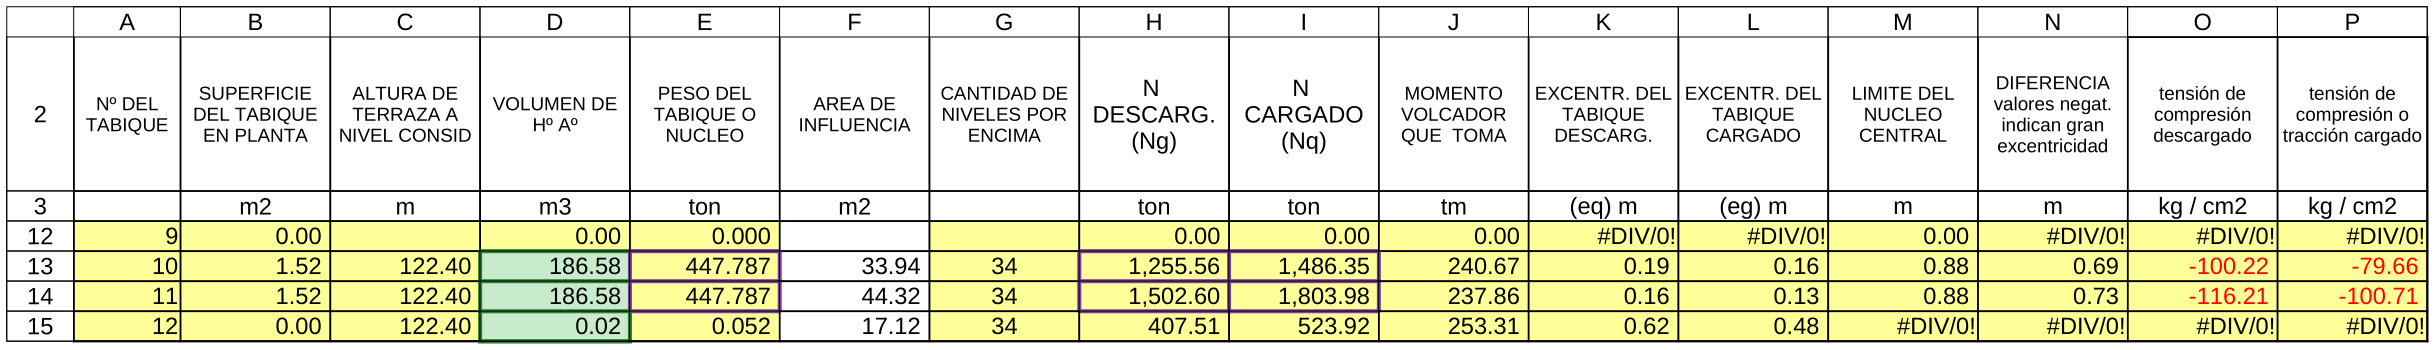 A B C D E F G H I J K L M N O P
2 Nº DEL TABIQUE SUPERFICIE DEL TABIQUE EN PLANTA ALTURA DE TERRAZA A NIVEL CONSID VOLUMEN DE Hº Aº PESO DEL TABIQUE O NUCLEO AREA DE INFLUENCIA CANTIDAD DE NIVELES POR ENCIMA N DESCARG. (Ng) N CARGADO (Nq) MOMENTO VOLCADOR QUE TOMA EXCENTR. DEL TABIQUE DESCARG. EXCENTR. DEL TABIQUE CARGADO LIMITE DEL NUCLEO CENTRAL DIFERENCIA valores negat. indican gran excentricidad tensión de compresión descargado tensión de compresión o tracción cargado
3 m2 m m3 ton m2 ton ton tm (eq) m (eg) m m m kg / cm2 kg / cm2
12 9 0.00 0.00 0.000 0.00 0.00 0.00 #DIV/0! #DIV/0! 0.00 #DIV/0! #DIV/0! #DIV/0!
13 10 1.52 122.40 186.58 447.787 33.94 34 1,255.56 1,486.35 240.67 0.19 0.16 0.88 0.69 -100.22 -79.66
14 11 1.52 122.40 186.58 447.787 44.32 34 1,502.60 1,803.98 237.86 0.16 0.13 0.88 0.73 -116.21 -100.71
15 12 0.00 122.40 0.02 0.052 17.12 34 407.51 523.92 253.31 0.62 0.48 #DIV/0! #DIV/0! #DIV/0! #DIV/0!